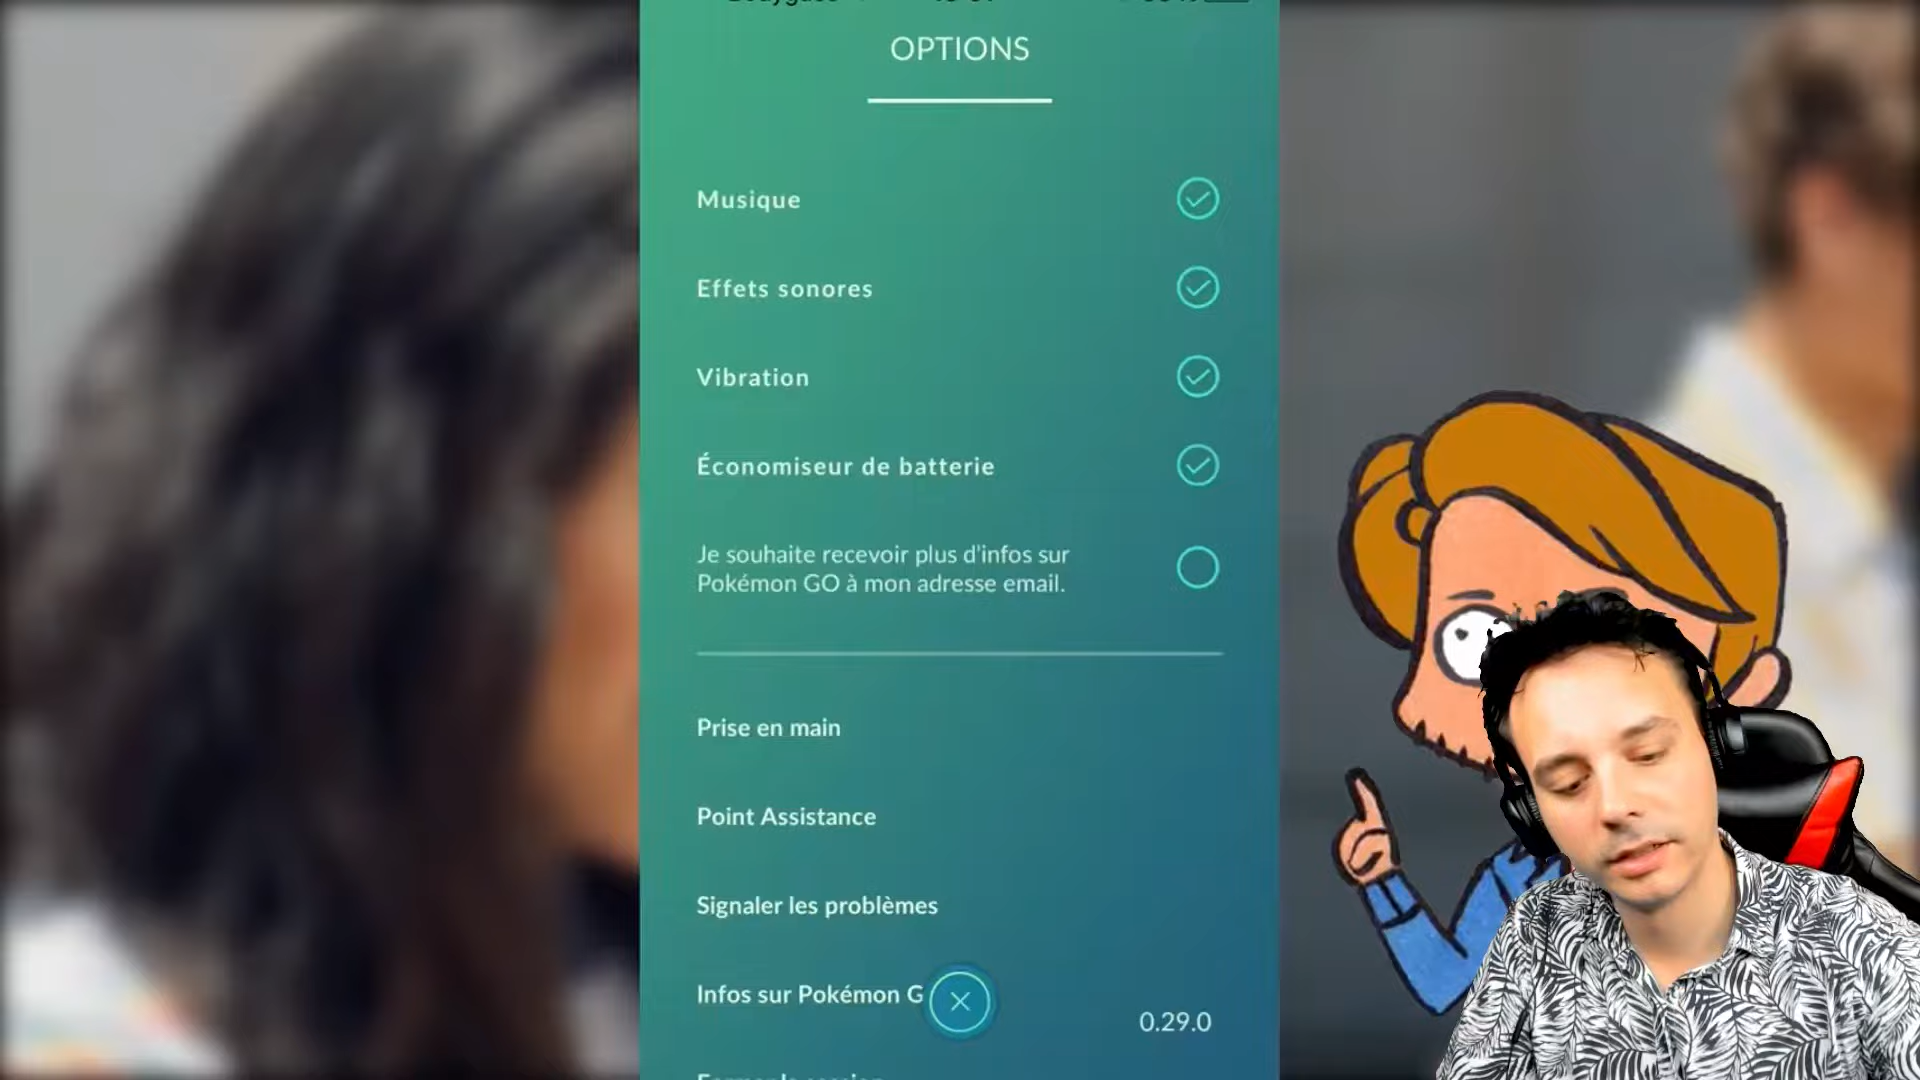 OPTIONS
Musique
Effets sonores
Vibration
Économiseur de batterie
Je souhaite recevoir plus d'infos sur
Pokémon GO à mon adresse email.
Prise en main
Point Assistance
Signaler les problèmes
Infos sur Pokémon G
0.29.0